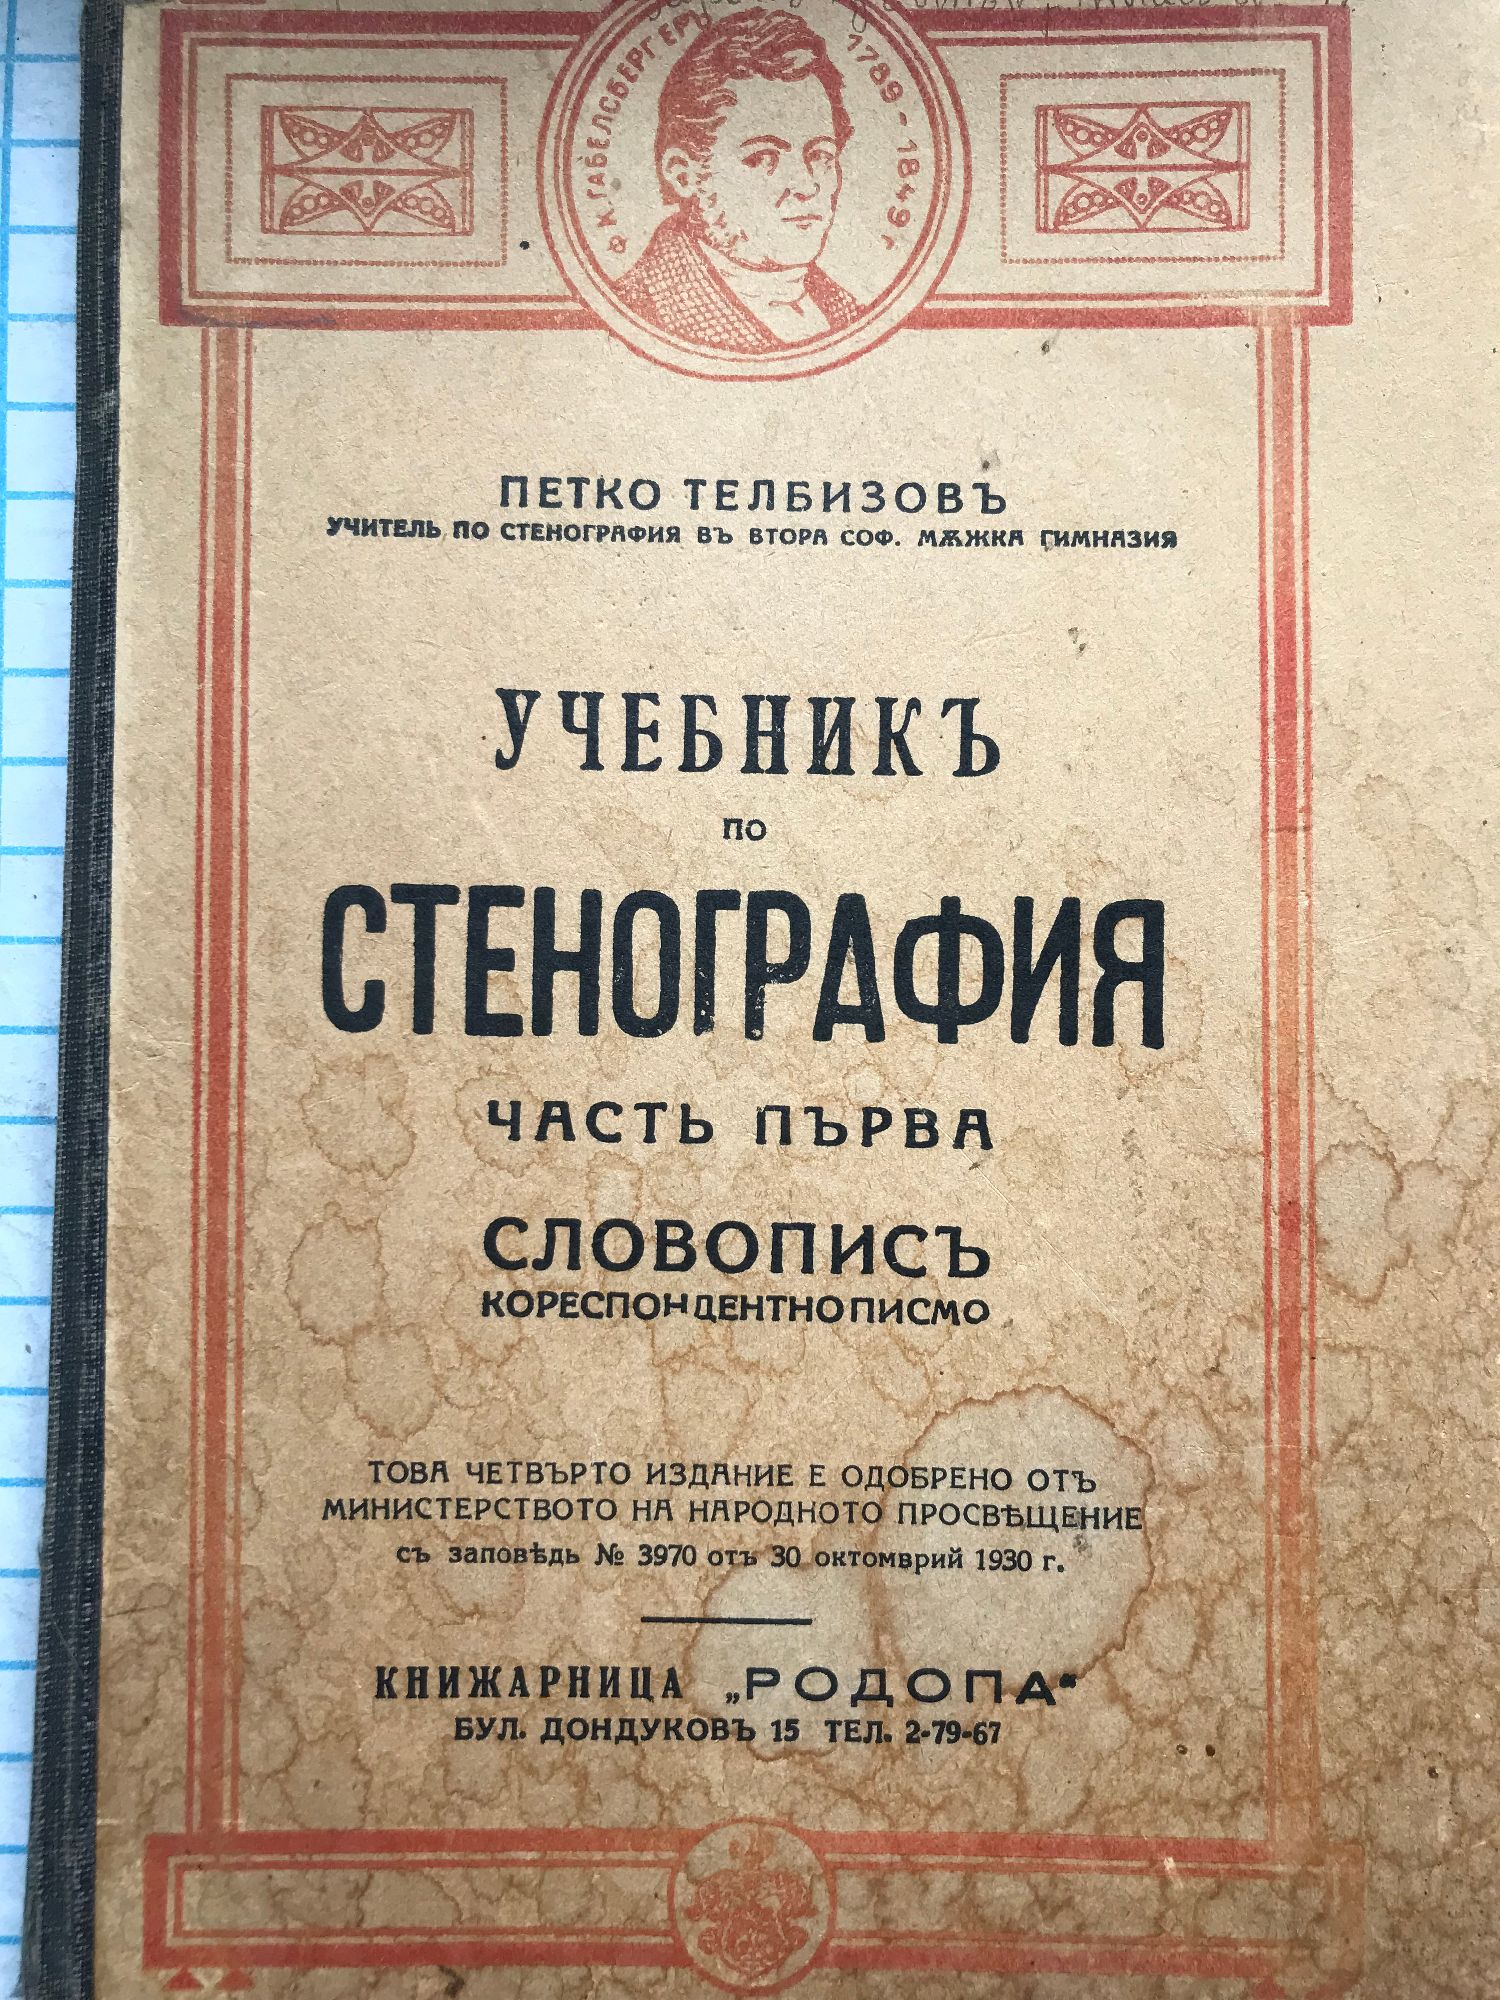 Ф. К. ГАБЕЛСБЕРГЕР 1789 - 1849 г
ПЕТКО ТЕЛБИЗОВЪ
УЧИТЕЛЬ ПО СТЕНОГРАФИЯ ВЪ ВТОРА СОФ. МѪЖКА ГИМНАЗИЯ
УЧЕБНИКЪ
ПО
СТЕНОГРАФИЯ
ЧАСТЬ ПЪРВА
СЛОВОПИСЪ
КОРЕСПОНДЕНТНО ПИСМО
ТОВА ЧЕТВЪРТО ИЗДАНИЕ Е ОДОБРЕНО ОТЪ
МИНИСТЕРСТВОТО НА НАРОДНОТО ПРОСВѢЩЕНИЕ
съ заповѣдь № 3970 отъ 30 октомврий 1930 г.
КНИЖАРНИЦА „РОДОПА“
БУЛ. ДОНДУКОВЪ 15 ТЕЛ. 2-79-67